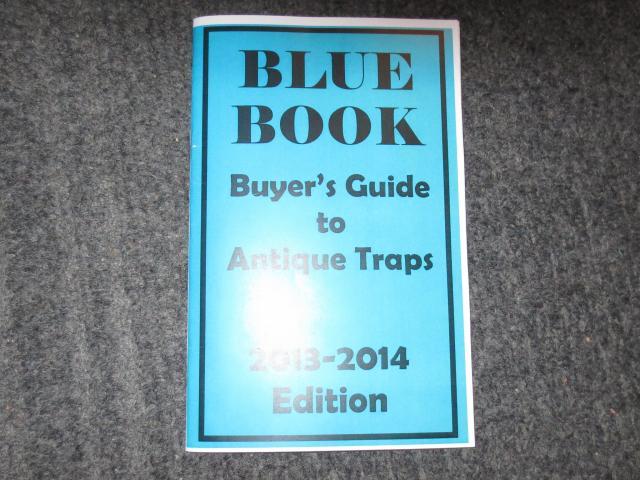 BLUE
BOOK
Buyer's Guide
to
Antique Traps
2013-2014
Edition